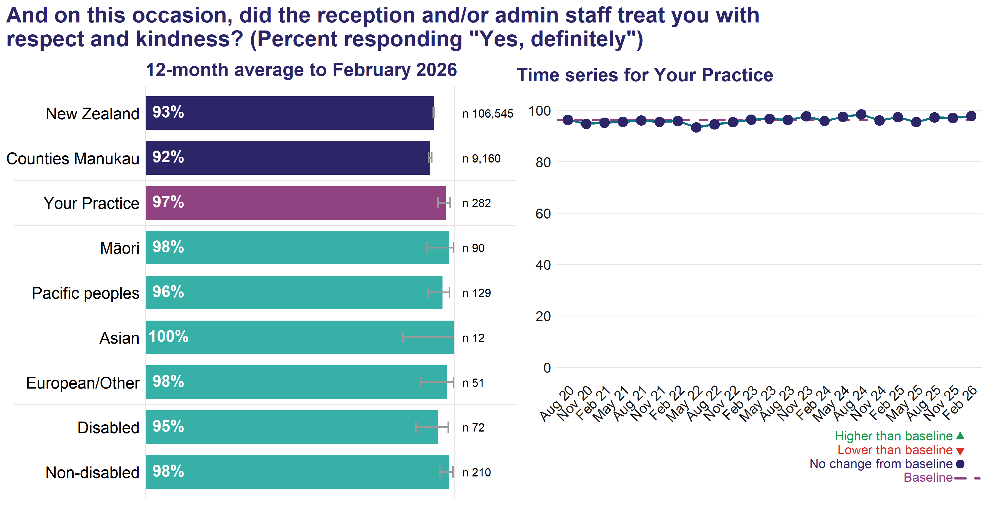 And on this occasion, did the reception and/or admin staff treat you with
respect and kindness? (Percent responding "Yes, definitely")
12-month average to February 2026
New Zealand 93% n 106,545
Counties Manukau 92% n 9,160
Your Practice 97% n 282
Māori 98% n 90
Pacific peoples 96% n 129
Asian 100% n 12
European/Other 98% n 51
Disabled 95% n 72
Non-disabled 98% n 210
Time series for Your Practice
100
80
60
40
20
0
Aug 20
Nov 20
Feb 21
May 21
Aug 21
Nov 21
Feb 22
May 22
Aug 22
Nov 22
Feb 23
May 23
Aug 23
Nov 23
Feb 24
May 24
Aug 24
Nov 24
Feb 25
May 25
Aug 25
Nov 25
Feb 26
Higher than baseline
Lower than baseline
No change from baseline
Baseline